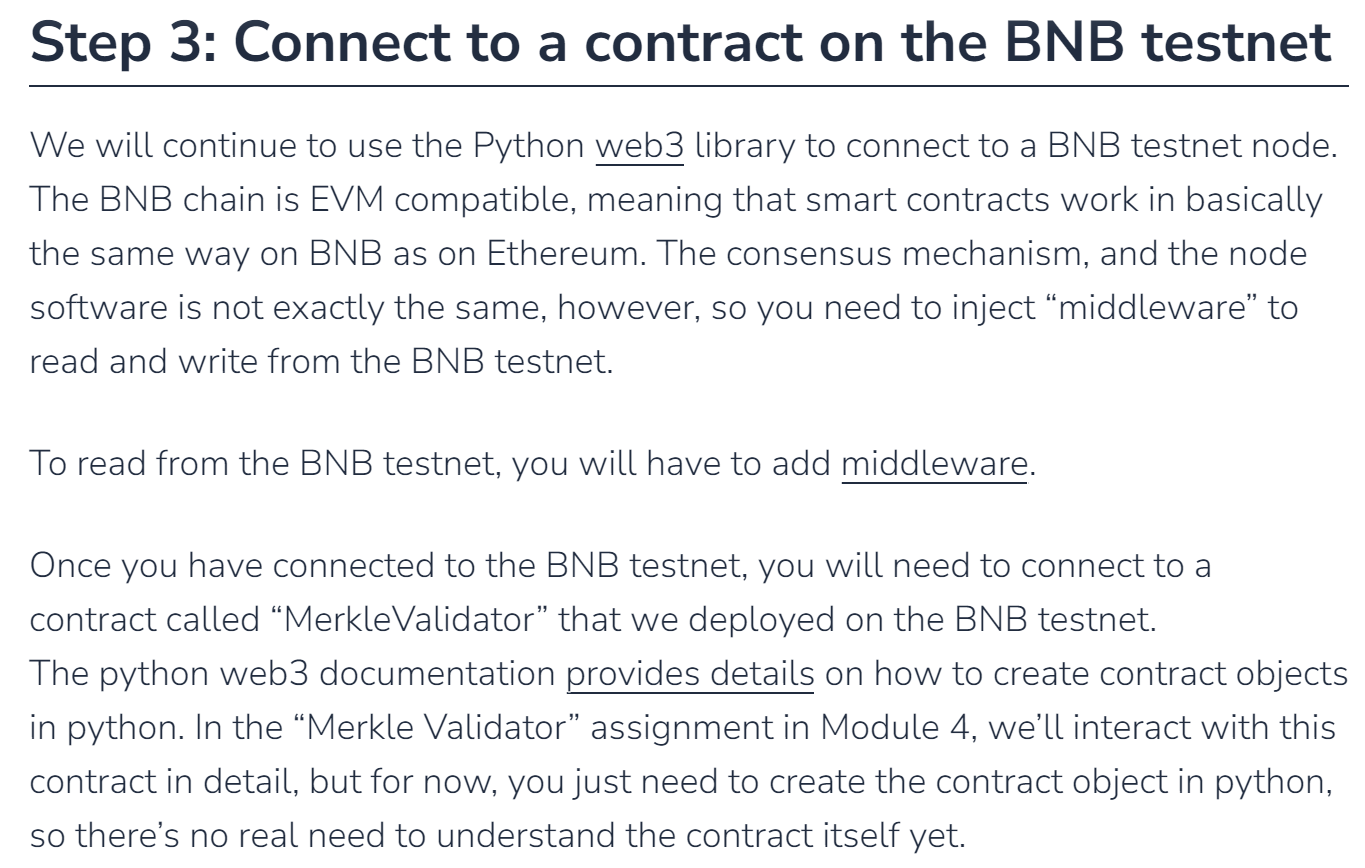 Step 3: Connect to a contract on the BNB testnet
We will continue to use the Python web3 library to connect to a BNB testnet node.
The BNB chain is EVM compatible, meaning that smart contracts work in basically
the same way on BNB as on Ethereum. The consensus mechanism, and the node
software is not exactly the same, however, so you need to inject “middleware” to
read and write from the BNB testnet.
To read from the BNB testnet, you will have to add middleware.
Once you have connected to the BNB testnet, you will need to connect to a
contract called “MerkleValidator” that we deployed on the BNB testnet.
The python web3 documentation provides details on how to create contract objects
in python. In the “Merkle Validator” assignment in Module 4, we’ll interact with this
contract in detail, but for now, you just need to create the contract object in python,
so there’s no real need to understand the contract itself yet.